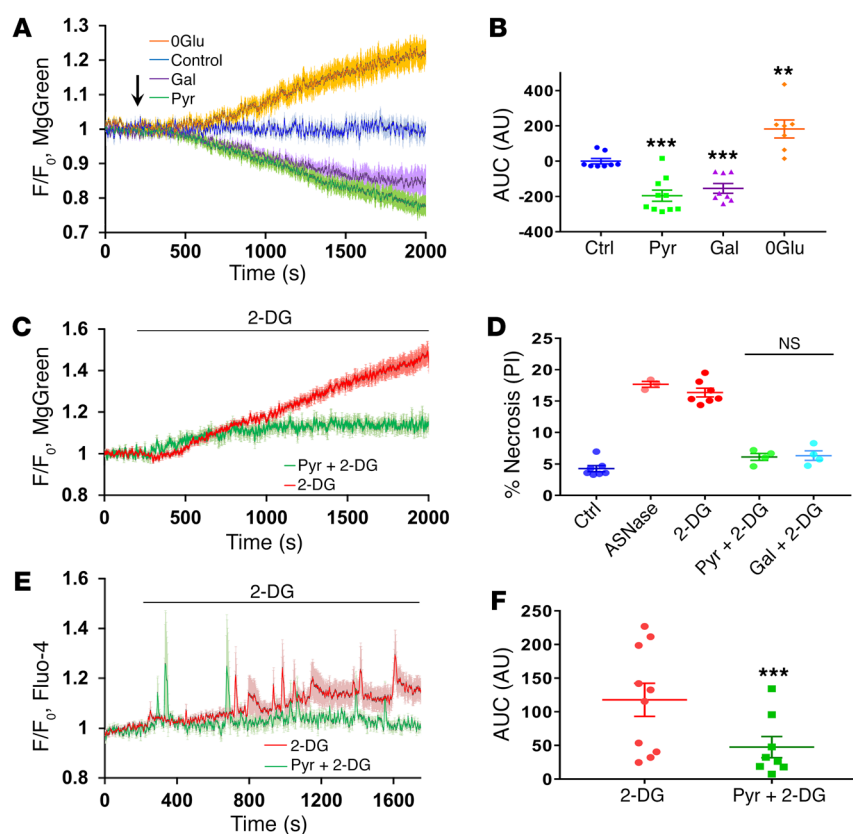 A
F/F0, MgGreen
1.3
1.2
1.1
1.0
0.9
0.8
0.7
0Glu
Control
Gal
Pyr
0
500
1000
1500
2000
Time (s)
B
AUC (AU)
400
200
0
-200
-400
***
***
**
Ctrl
Pyr
Gal
0Glu
C
2-DG
F/F0, MgGreen
1.6
1.4
1.2
1
0.8
Pyr + 2-DG
2-DG
0
500
1000
1500
2000
Time (s)
D
% Necrosis (PI)
25
20
15
10
5
0
NS
Ctrl
ASNase
2-DG
Pyr + 2-DG
Gal + 2-DG
E
2-DG
F/F0, Fluo-4
1.6
1.4
1.2
1
0.8
2-DG
Pyr + 2-DG
0
400
800
1200
1600
Time (s)
F
AUC (AU)
250
200
150
100
50
0
***
2-DG
Pyr + 2-DG